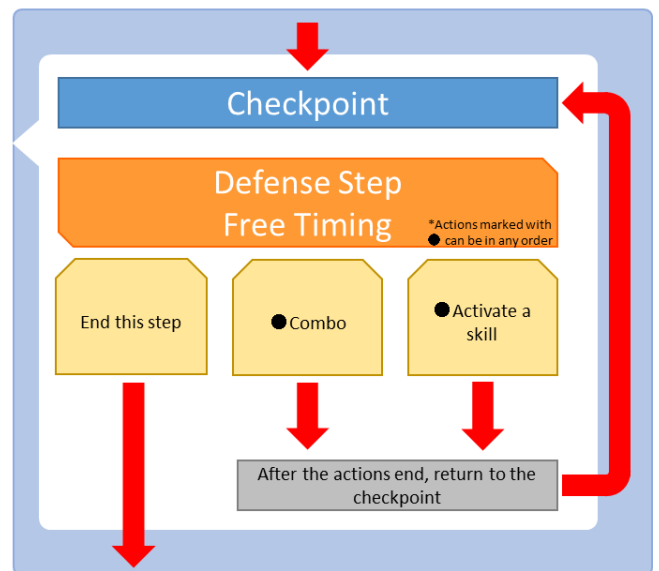 Checkpoint
Defense Step
Free Timing
*Actions marked with
● can be in any order
End this step
●Combo
●Activate a
skill
After the actions end, return to the
checkpoint